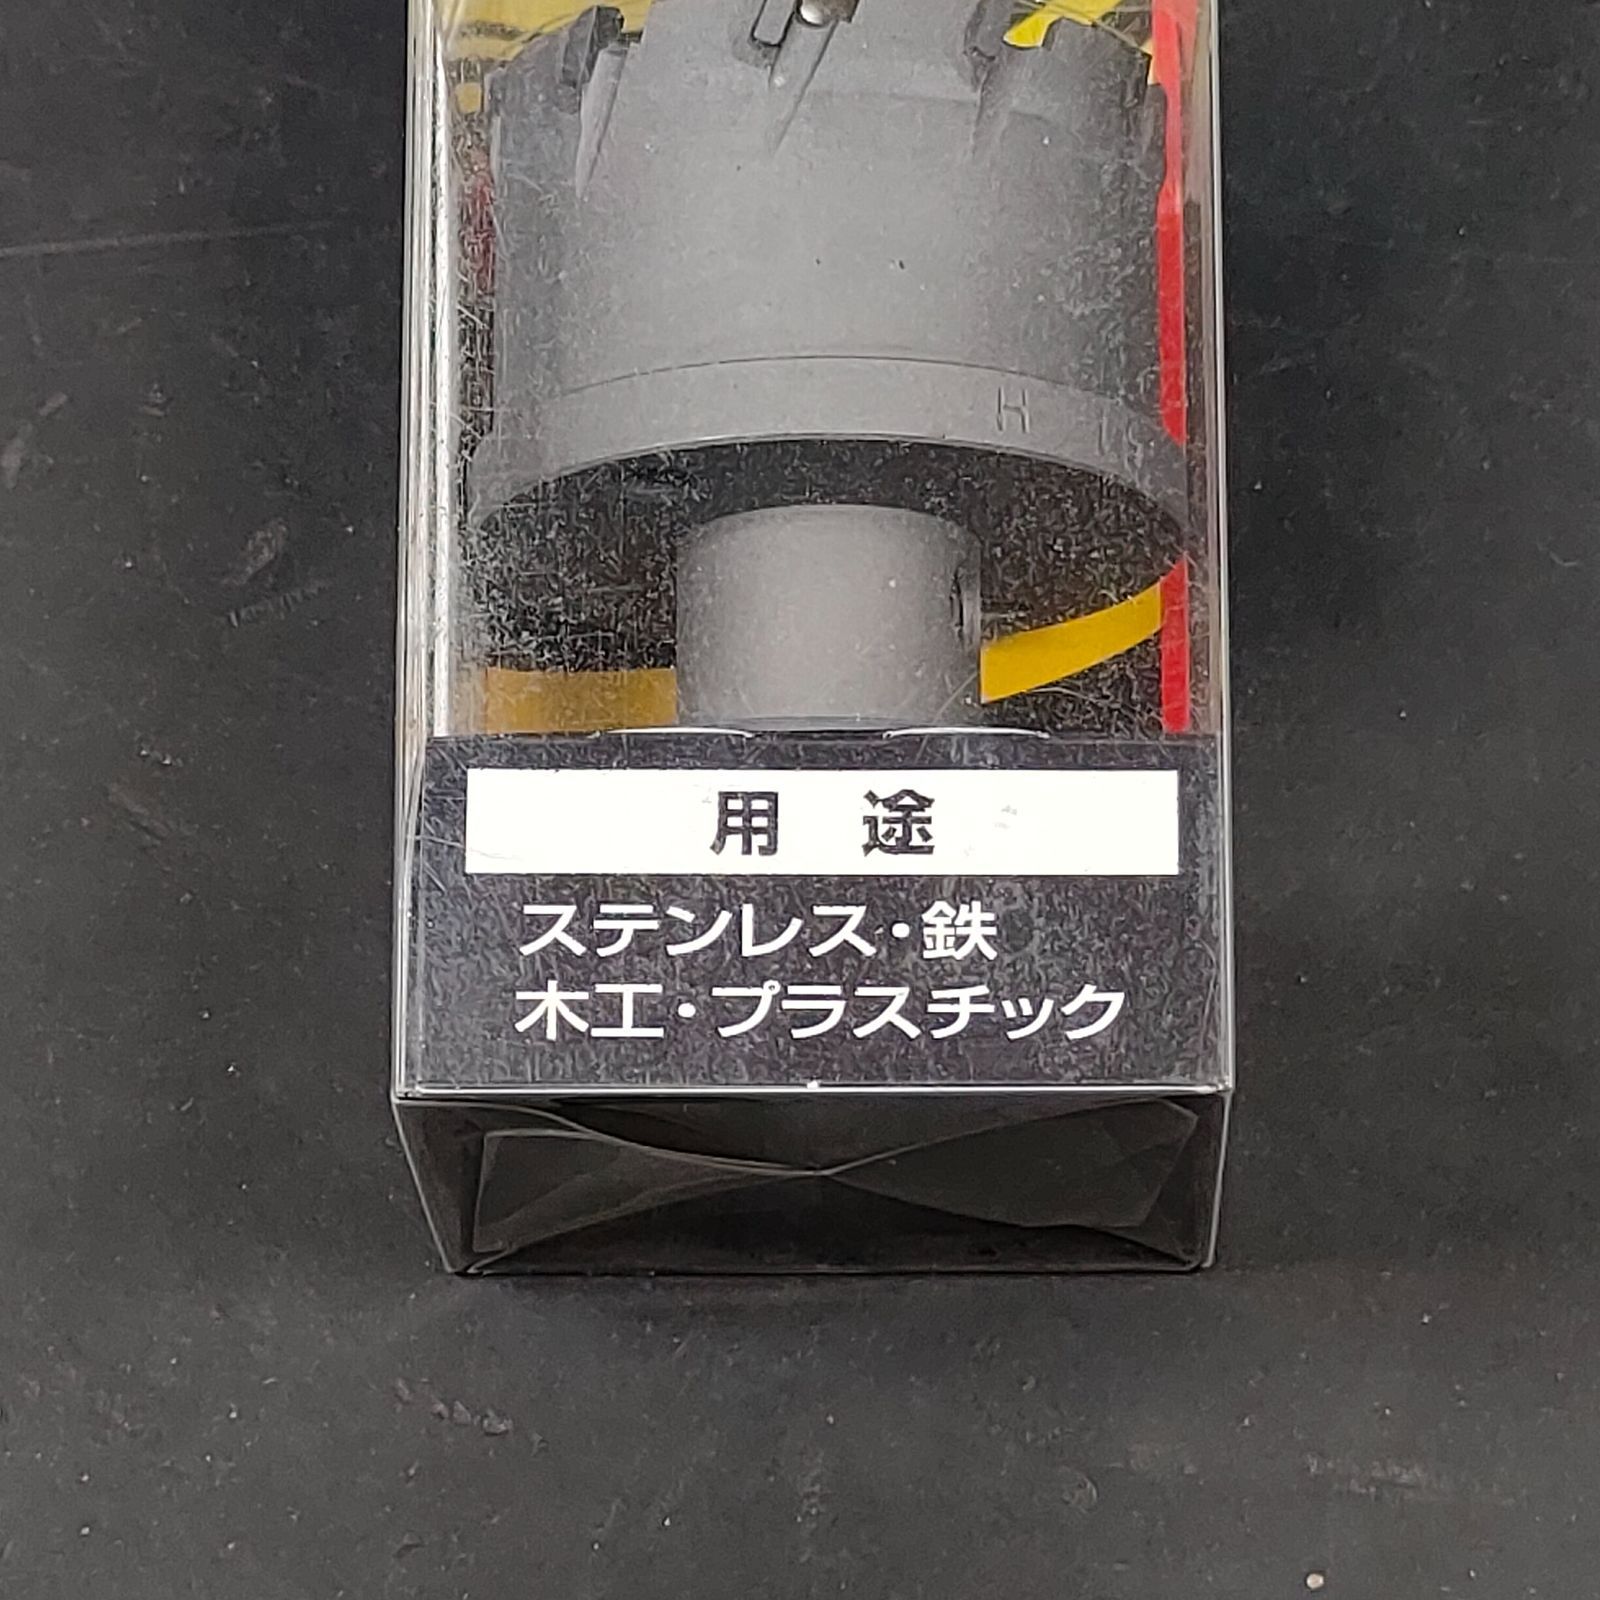 H
用途
ステンレス・鉄
木工・プラスチック